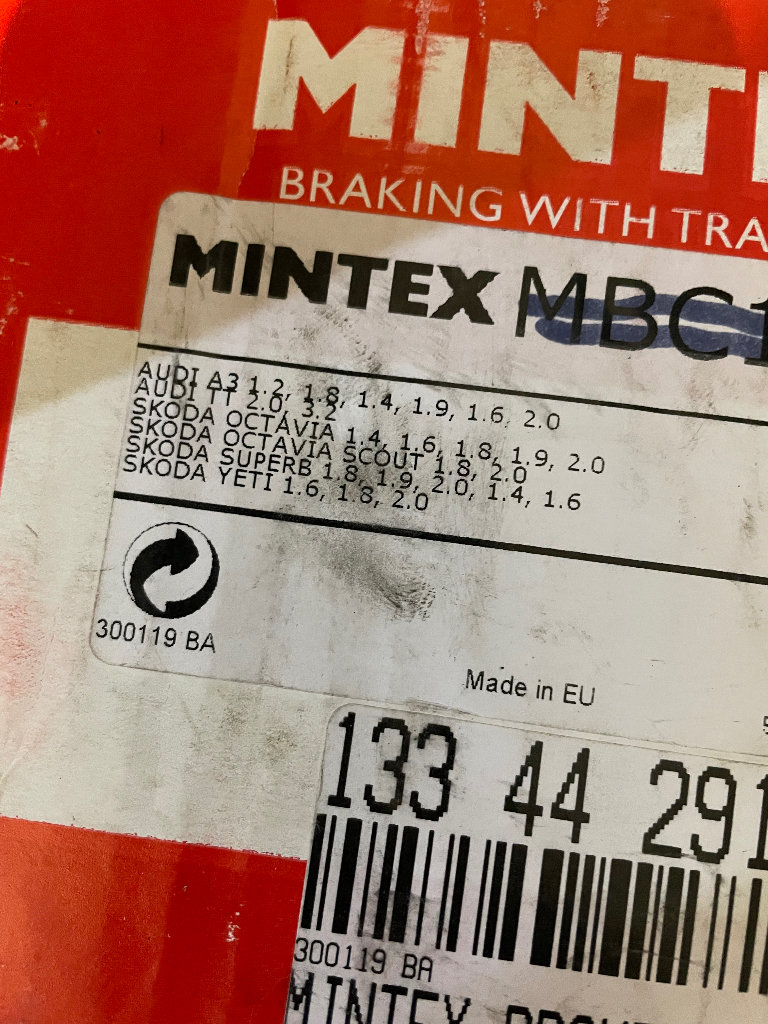 MINT
BRAKING WITH TRA
MINTEX MBC1
AUDI A3 1.2, 1.8, 1.4, 1.9, 1.6, 2.0
AUDI TT 2.0, 3.2
SKODA OCTAVIA 1.4, 1.6, 1.8, 1.9, 2.0
SKODA OCTAVIA SCOUT 1.8, 2.0
SKODA SUPERB 1.8, 1.9, 2.0, 1.4, 1.6
SKODA YETI 1.6, 1.8, 2.0
300119 BA
Made in EU
133 44 291
300119 BA
MINTEX